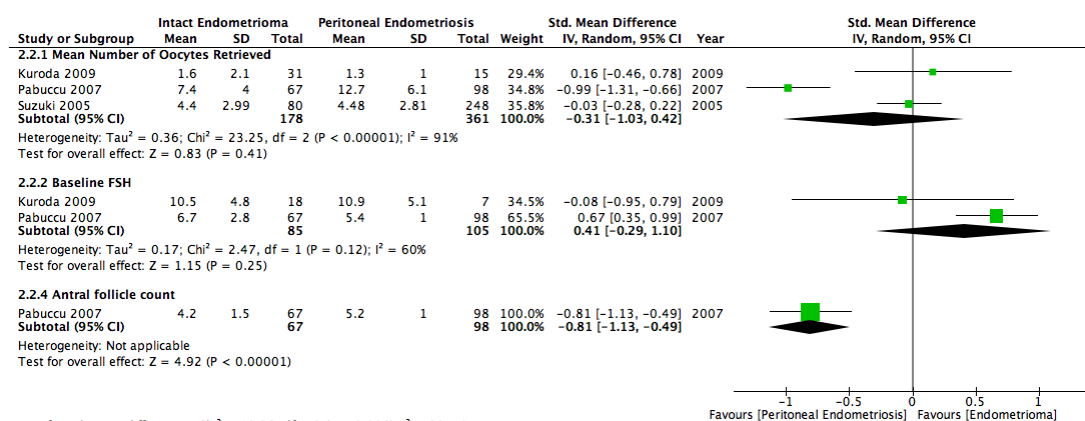 Intact Endometrioma Peritoneal Endometriosis Std. Mean Difference Std. Mean Difference
Study or Subgroup Mean SD Total Mean SD Total Weight IV, Random, 95% CI Year IV, Random, 95% CI
2.2.1 Mean Number of Oocytes Retrieved
Kuroda 2009 1.6 2.1 31 1.3 1 15 29.4% 0.16 [-0.46, 0.78] 2009
Pabuccu 2007 7.4 4 67 12.7 6.1 98 34.8% -0.99 [-1.31, -0.66] 2007
Suzuki 2005 4.4 2.99 80 4.48 2.81 248 35.8% -0.03 [-0.28, 0.22] 2005
Subtotal (95% CI) 178 361 100.0% -0.31 [-1.03, 0.42]
Heterogeneity: Tau² = 0.36; Chi² = 23.25, df = 2 (P < 0.00001); I² = 91%
Test for overall effect: Z = 0.83 (P = 0.41)
2.2.2 Baseline FSH
Kuroda 2009 10.5 4.8 18 10.9 5.1 7 34.5% -0.08 [-0.95, 0.79] 2009
Pabuccu 2007 6.7 2.8 67 5.4 1 98 65.5% 0.67 [0.35, 0.99] 2007
Subtotal (95% CI) 85 105 100.0% 0.41 [-0.29, 1.10]
Heterogeneity: Tau² = 0.17; Chi² = 2.47, df = 1 (P = 0.12); I² = 60%
Test for overall effect: Z = 1.15 (P = 0.25)
2.2.4 Antral follicle count
Pabuccu 2007 4.2 1.5 67 5.2 1 98 100.0% -0.81 [-1.13, -0.49] 2007
Subtotal (95% CI) 67 98 100.0% -0.81 [-1.13, -0.49]
Heterogeneity: Not applicable
Test for overall effect: Z = 4.92 (P < 0.00001)
-1 -0.5 0 0.5 1
Favours [Peritoneal Endometriosis] Favours [Endometrioma]